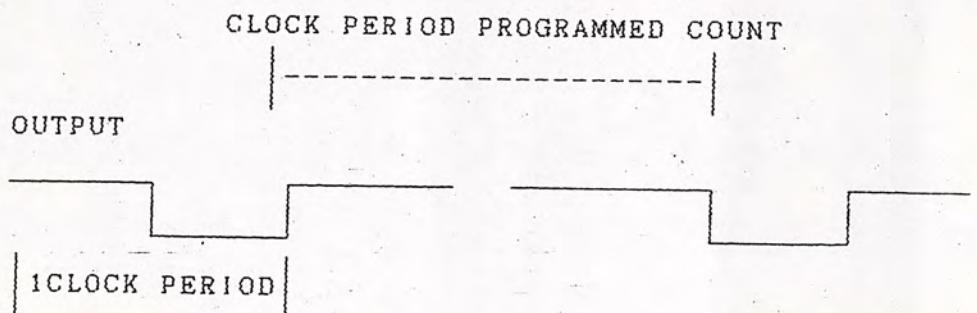 CLOCK PERIOD PROGRAMMED COUNT
OUTPUT
1CLOCK PERIOD